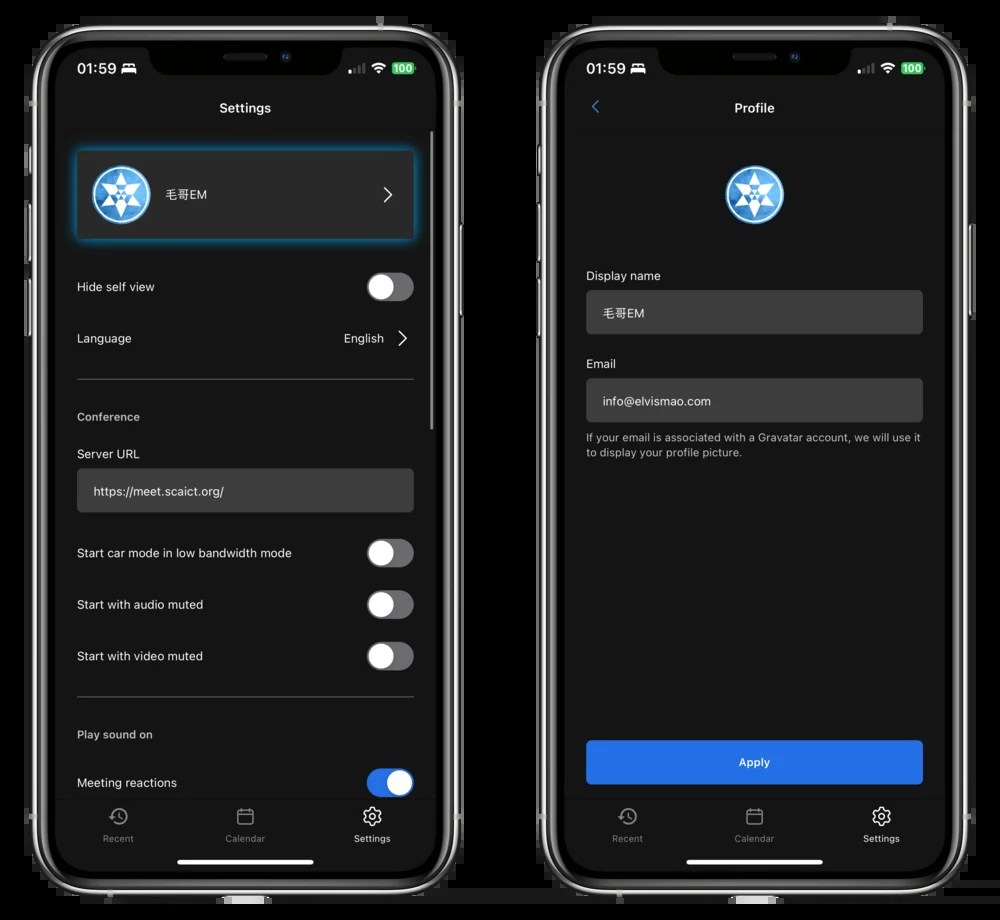 01:59
100
Settings
毛哥EM
Hide self view
Language
English
Conference
Server URL
https://meet.scaict.org/
Start car mode in low bandwidth mode
Start with audio muted
Start with video muted
Play sound on
Meeting reactions
Recent
Calendar
Settings
01:59
100
Profile
Display name
毛哥EM
Email
info@elvismao.com
If your email is associated with a Gravatar account, we will use it
to display your profile picture.
Apply
Recent
Calendar
Settings